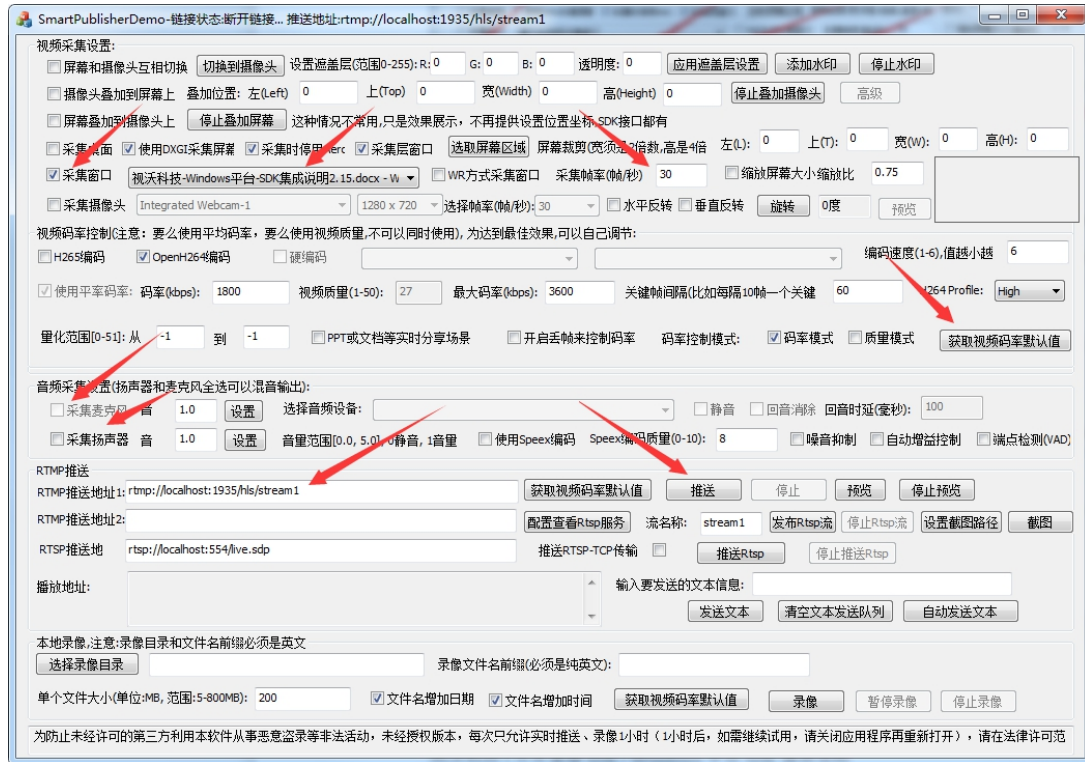 SmartPublisherDemo-链接状态:断开链接... 推送地址:rtmp://localhost:1935/hls/stream1
视频采集设置:
屏幕和摄像头互相切换 切换到摄像头 设置遮盖层(范围0-255): R: 0 G: 0 B: 0 透明度: 0 应用遮盖层设置 添加水印 停止水印
摄像头叠加到屏幕上 叠加位置: 左(Left) 0 上(Top) 0 宽(Width) 0 高(Height) 0 停止叠加摄像头 高级
屏幕叠加到摄像头上 停止叠加屏幕 这种情况不常用,只是效果展示，不再提供设置位置坐标,SDK接口都有
采集桌面 使用DXGI采集屏幕 采集时停用 erc 采集层窗口 选取屏幕区域 屏幕裁剪(宽须是 倍数,高是4倍 左(L): 0 上(T): 0 宽(W): 0 高(H): 0
采集窗口 视沃科技-Windows平台-SDK集成说明2.15.docx - W WR方式采集窗口 采集帧率(帧/秒) 30 缩放屏幕大小缩放比 0.75
采集摄像头 Integrated Webcam-1 1280 x 720 选择帧率(帧/秒): 30 水平反转 垂直反转 旋转 0度 预览
视频码率控制(注意：要么使用平均码率，要么使用视频质量,不可以同时使用), 为达到最佳效果,可以自己调节:
H265编码 OpenH264编码 硬编码 编码速度(1-6),值越小越 6
使用平率码率: 码率(kbps): 1800 视频质量(1-50): 27 最大码率(kbps): 3600 关键帧间隔(比如每隔10帧一个关键 60 H264 Profile: High
量化范围[0-51]: 从 -1 到 -1 PPT或文档等实时分享场景 开启丢帧来控制码率 码率控制模式: 码率模式 质量模式 获取视频码率默认值
音频采集设置(扬声器和麦克风全选可以混音输出):
采集麦克风 音 1.0 设置 选择音频设备: 静音 回音消除 回音时延(毫秒): 100
采集扬声器 音 1.0 设置 音量范围[0.0, 5.0], 0静音, 1音量 使用Speex编码 Speex编码质量(0-10): 8 噪音抑制 自动增益控制 端点检测(VAD)
RTMP推送
RTMP推送地址1: rtmp://localhost:1935/hls/stream1 获取视频码率默认值 推送 停止 预览 停止预览
RTMP推送地址2: 配置查看Rtsp服务 流名称: stream1 发布Rtsp流 停止Rtsp流 设置截图路径 截图
RTSP推送地 rtsp://localhost:554/live.sdp 推送RTSP-TCP传输 推送Rtsp 停止推送Rtsp
播放地址: 输入要发送的文本信息:
发送文本 清空文本发送队列 自动发送文本
本地录像,注意:录像目录和文件名前缀必须是英文
选择录像目录 录像文件名前缀(必须是纯英文):
单个文件大小(单位:MB, 范围:5-800MB): 200 文件名增加日期 文件名增加时间 获取视频码率默认值 录像 暂停录像 停止录像
为防止未经许可的第三方利用本软件从事恶意盗录等非法活动，未经授权版本，每次只允许实时推送、录像1小时（1小时后，如需继续试用，请关闭应用程序再重新打开），请在法律许可范